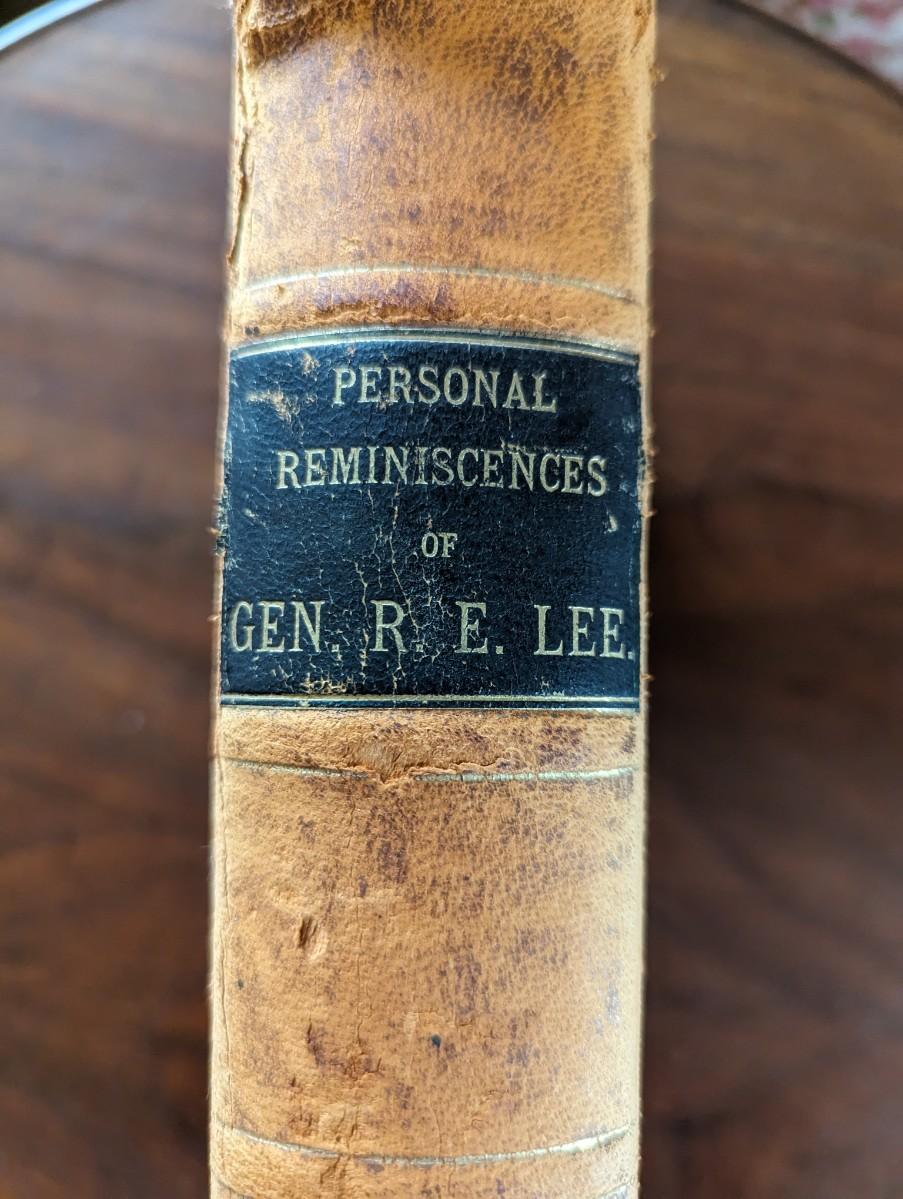 PERSONAL
REMINISCENCES
OF
GEN. R. E. LEE.